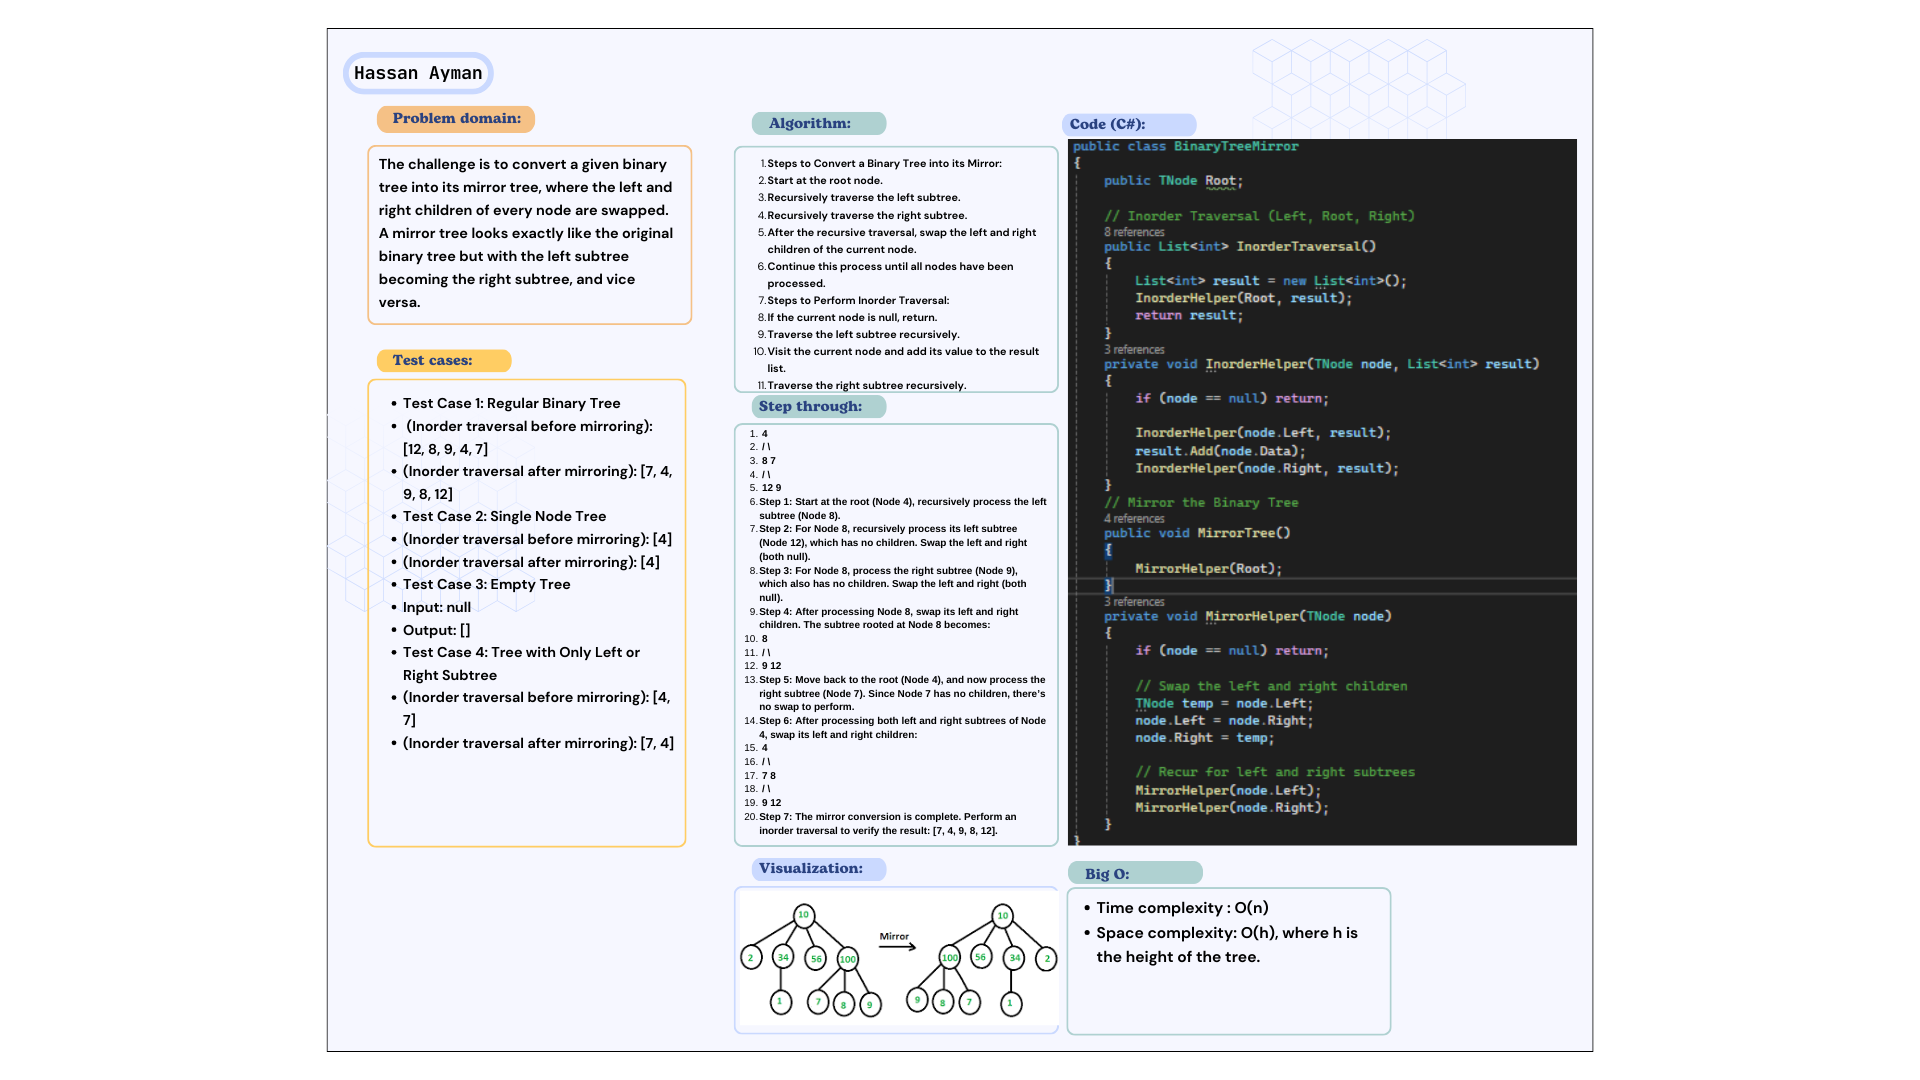 Hassan Ayman
Problem domain:
The challenge is to convert a given binary
tree into its mirror tree, where the left and
right children of every node are swapped.
A mirror tree looks exactly like the original
binary tree but with the left subtree
becoming the right subtree, and vice
versa.
Test cases:
• Test Case 1: Regular Binary Tree
• (Inorder traversal before mirroring):
[12, 8, 9, 4, 7]
• (Inorder traversal after mirroring): [7, 4,
9, 8, 12]
• Test Case 2: Single Node Tree
• (Inorder traversal before mirroring): [4]
• (Inorder traversal after mirroring): [4]
• Test Case 3: Empty Tree
• Input: null
• Output: []
• Test Case 4: Tree with Only Left or
Right Subtree
• (Inorder traversal before mirroring): [4,
7]
• (Inorder traversal after mirroring): [7, 4]
Algorithm:
1. Steps to Convert a Binary Tree into its Mirror:
2. Start at the root node.
3. Recursively traverse the left subtree.
4. Recursively traverse the right subtree.
5. After the recursive traversal, swap the left and right
children of the current node.
6. Continue this process until all nodes have been
processed.
7. Steps to Perform Inorder Traversal:
8. If the current node is null, return.
9. Traverse the left subtree recursively.
10. Visit the current node and add its value to the result
list.
11. Traverse the right subtree recursively.
Step through:
1. 4
2. / \
3. 8 7
4. / \
5. 12 9
6. Step 1: Start at the root (Node 4), recursively process the left
subtree (Node 8).
7. Step 2: For Node 8, recursively process its left subtree
(Node 12), which has no children. Swap the left and right
(both null).
8. Step 3: For Node 8, process the right subtree (Node 9),
which also has no children. Swap the left and right (both
null).
9. Step 4: After processing Node 8, swap its left and right
children. The subtree rooted at Node 8 becomes:
10. 8
11. / \
12. 9 12
13. Step 5: Move back to the root (Node 4), and now process the
right subtree (Node 7). Since Node 7 has no children, there's
no swap to perform.
14. Step 6: After processing both left and right subtrees of Node
4, swap its left and right children:
15. 4
16. / \
17. 7 8
18. / \
19. 9 12
20. Step 7: The mirror conversion is complete. Perform an
inorder traversal to verify the result: [7, 4, 9, 8, 12].
Visualization:
10
2 34 56 100
1 7 8 9
Mirror
10
100 56 34 2
9 8 7 1
Code (C#):
public class BinaryTreeMirror
{
public TNode Root;
// Inorder Traversal (Left, Root, Right)
8 references
public List<int> InorderTraversal()
{
List<int> result = new List<int>();
InorderHelper(Root, result);
return result;
}
3 references
private void InorderHelper(TNode node, List<int> result)
{
if (node == null) return;
InorderHelper(node.Left, result);
result.Add(node.Data);
InorderHelper(node.Right, result);
}
// Mirror the Binary Tree
4 references
public void MirrorTree()
{
MirrorHelper(Root);
}
3 references
private void MirrorHelper(TNode node)
{
if (node == null) return;
// Swap the left and right children
TNode temp = node.Left;
node.Left = node.Right;
node.Right = temp;
// Recur for left and right subtrees
MirrorHelper(node.Left);
MirrorHelper(node.Right);
}
}
Big O:
• Time complexity : O(n)
• Space complexity: O(h), where h is
the height of the tree.